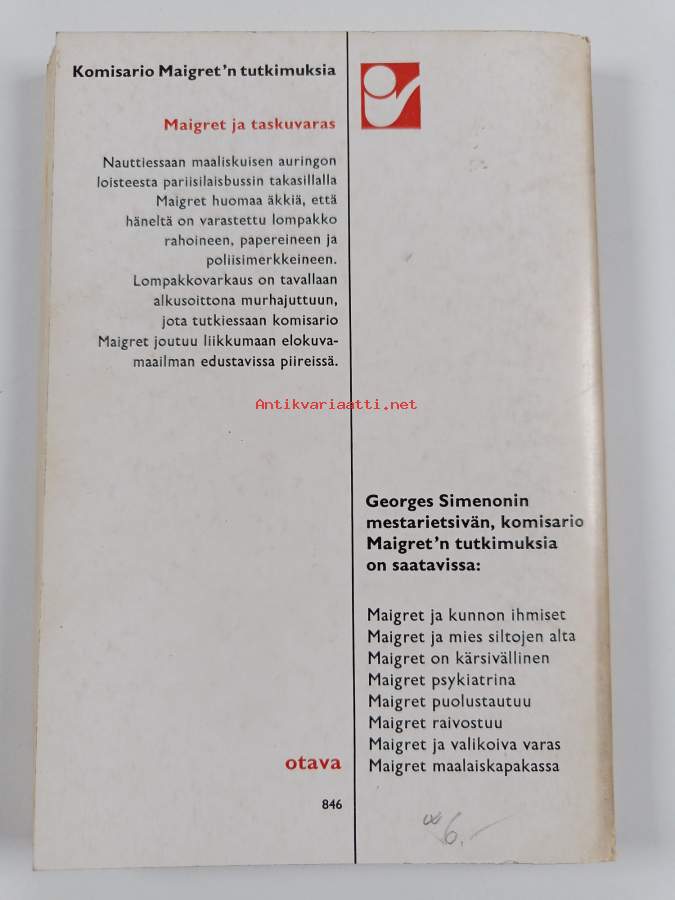 Komisario Maigret'n tutkimuksia
Maigret ja taskuvaras
Nauttiessaan maaliskuisen auringon
loisteesta pariisilaisbussin takasillalla
Maigret huomaa äkkiä, että
häneltä on varastettu lompakko
rahoineen, papereineen ja
poliisimerkkeineen.
Lompakkovarkaus on tavallaan
alkusoittona murhajuttuun,
jota tutkiessaan komisario
Maigret joutuu liikkumaan elokuva-
maailman edustavissa piireissä.
Antikvariaatti.net
otava
846
Georges Simenonin
mestarietsivän, komisario
Maigret'n tutkimuksia
on saatavissa:
Maigret ja kunnon ihmiset
Maigret ja mies siltojen alta
Maigret on kärsivällinen
Maigret psykiatrina
Maigret puolustautuu
Maigret raivostuu
Maigret ja valikoiva varas
Maigret maalaiskapakassa
6.-